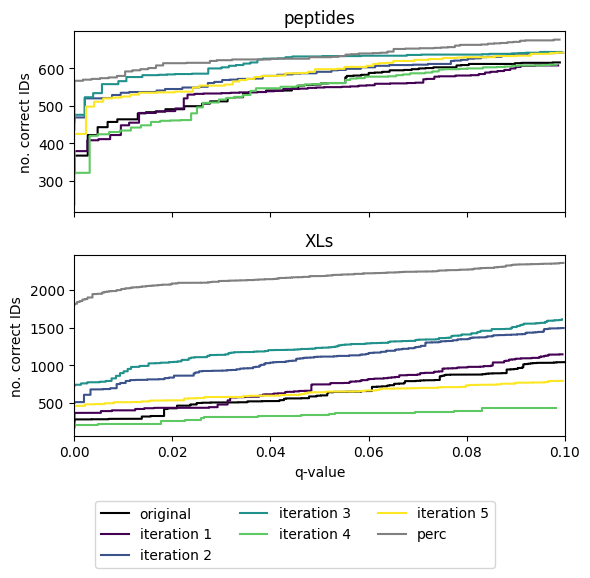 peptides
no. correct IDs
600
500
400
300
XLs
no. correct IDs
2000
1500
1000
500
0.00 0.02 0.04 0.06 0.08 0.10
q-value
original iteration 3 iteration 5
iteration 1 iteration 4 perc
iteration 2